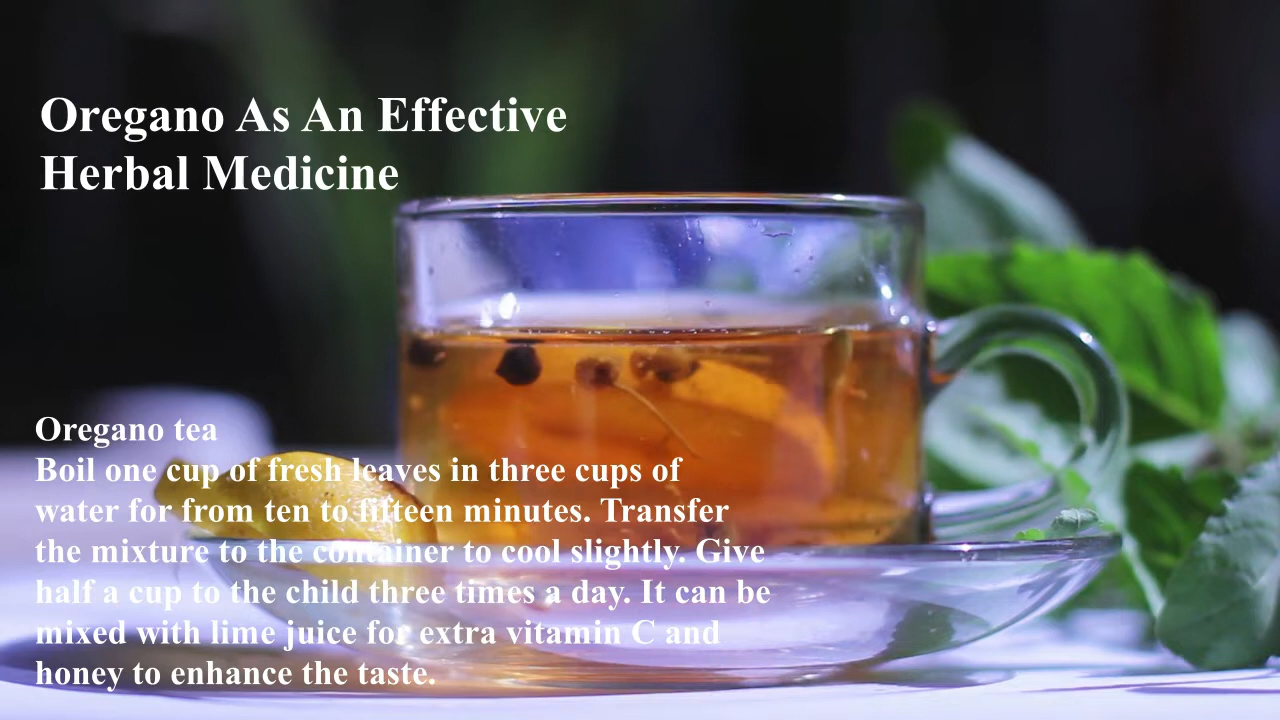 Oregano As An Effective
Herbal Medicine
Oregano tea
Boil one cup of fresh leaves in three cups of
water for from ten to fifteen minutes. Transfer
the mixture to the container to cool slightly. Give
half a cup to the child three times a day. It can be
mixed with lime juice for extra vitamin C and
honey to enhance the taste.